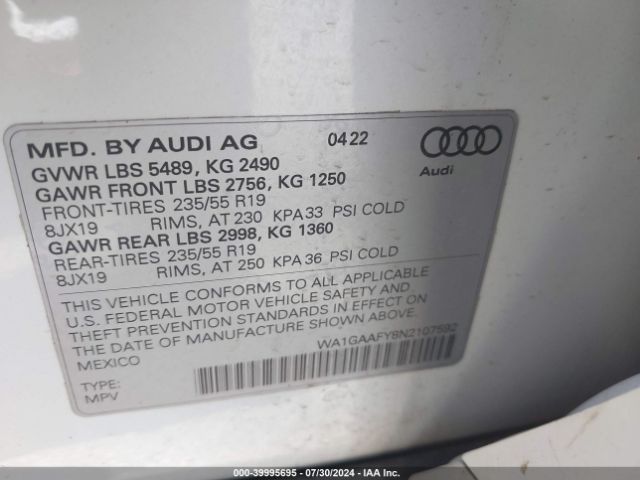 MFD. BY AUDI AG 0422
Audi
GVWR LBS 5489, KG 2490
GAWR FRONT LBS 2756, KG 1250
FRONT-TIRES 235/55 R19
8JX19 RIMS, AT 230 KPA33 PSI COLD
GAWR REAR LBS 2998, KG 1360
REAR-TIRES 235/55 R19
8JX19 RIMS, AT 250 KPA36 PSI COLD
THIS VEHICLE CONFORMS TO ALL APPLICABLE
U.S. FEDERAL MOTOR VEHICLE SAFETY AND
THEFT PREVENTION STANDARDS IN EFFECT ON
THE DATE OF MANUFACTURE SHOWN ABOVE.
MEXICO
WA1GAAFY8N2107592
TYPE:
MPV
000-39995695 - 07/30/2024 - IAA Inc.